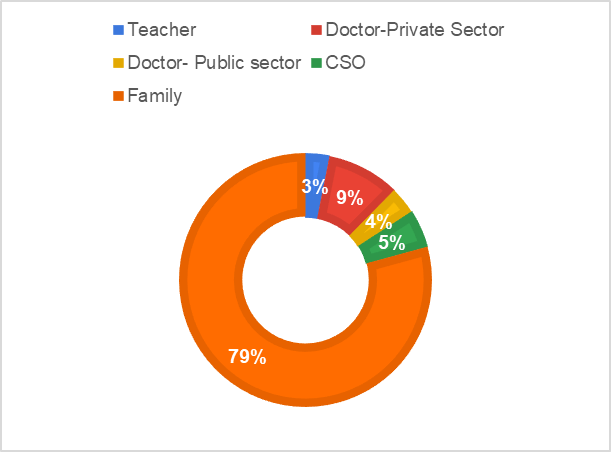 Teacher Doctor-Private Sector
Doctor- Public sector CSO
Family
3%
9%
4%
5%
79%